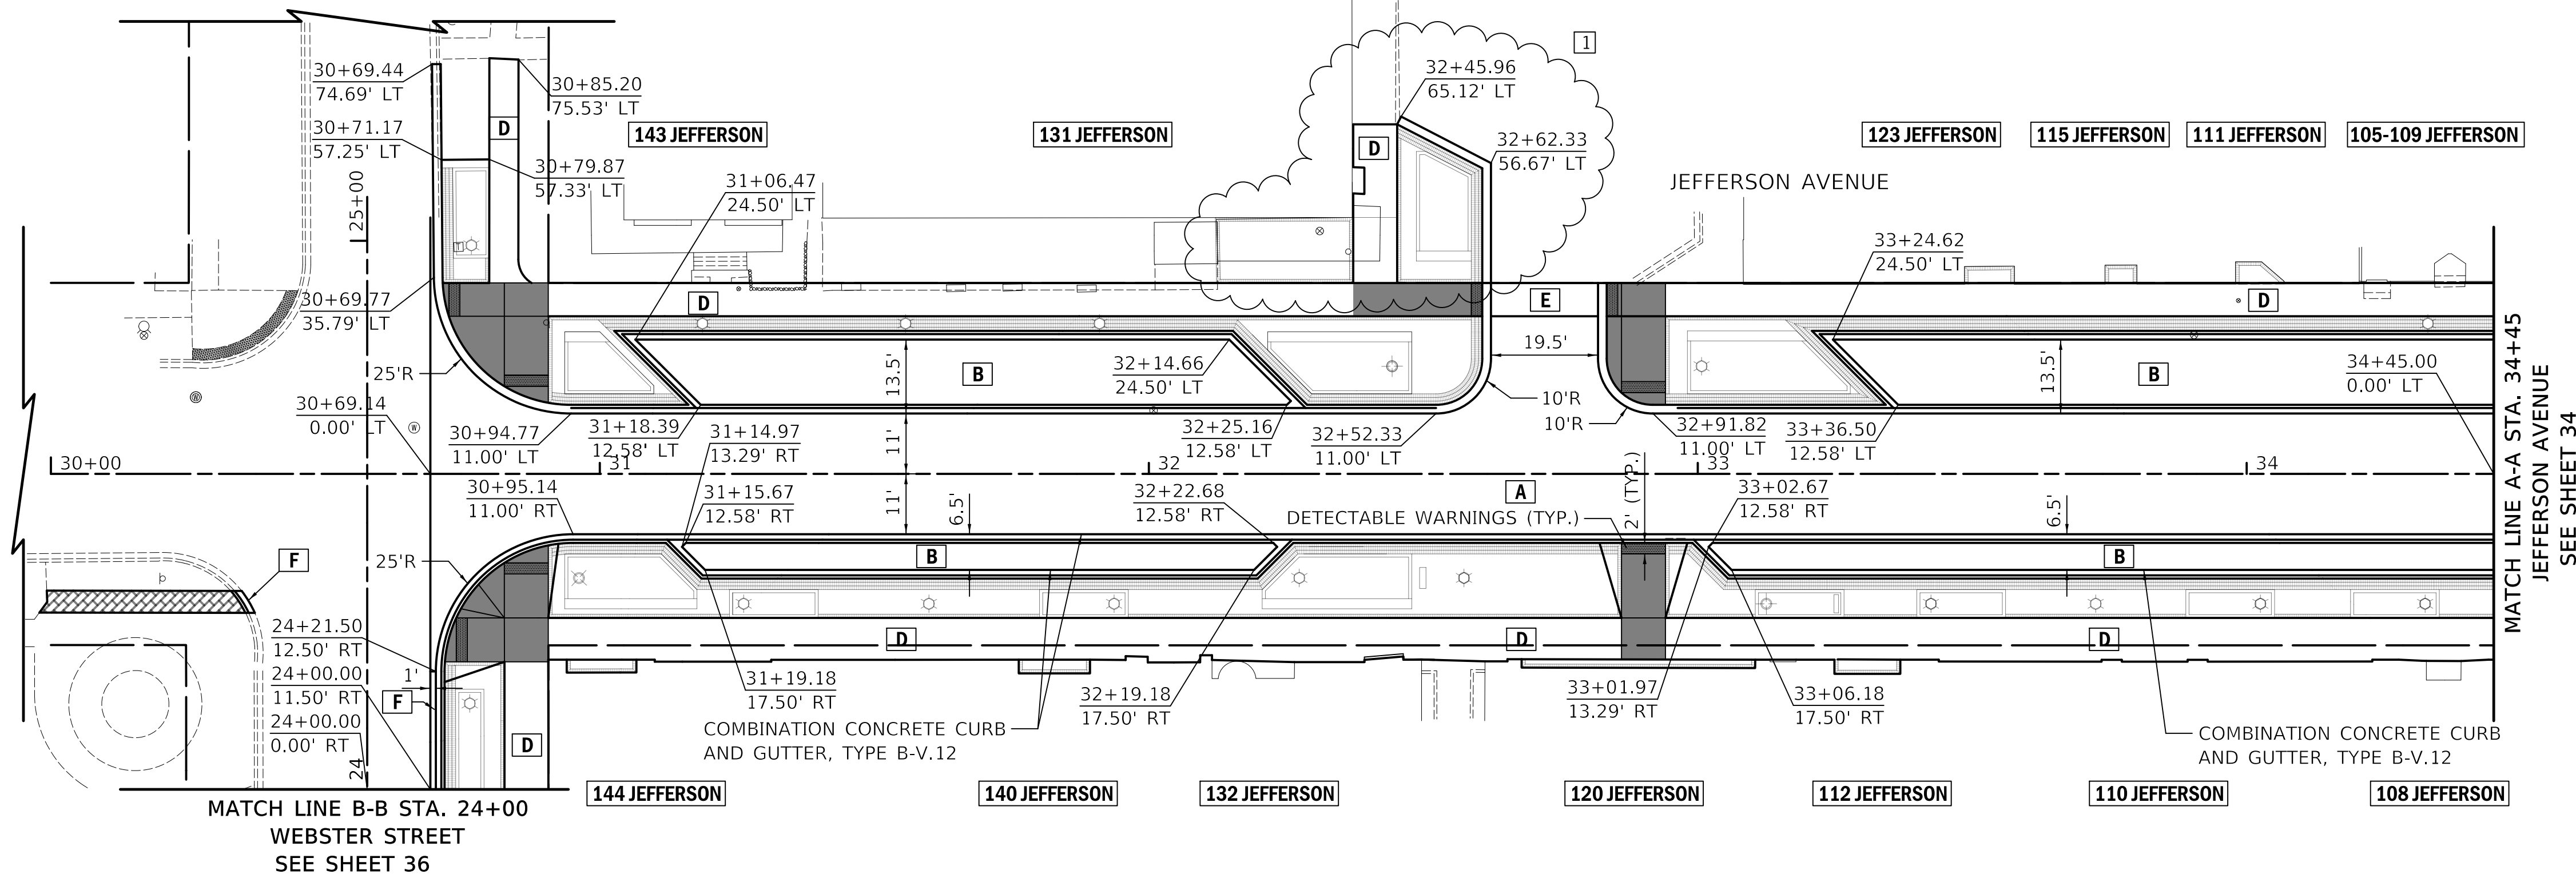 1
30+69.44
74.69' LT
30+85.20
75.53' LT
32+45.96
65.12' LT
D
30+71.17
57.25' LT
143 JEFFERSON
131 JEFFERSON
D
32+62.33
56.67' LT
123 JEFFERSON
115 JEFFERSON
111 JEFFERSON
105-109 JEFFERSON
30+79.87
57.33' LT
31+06.47
24.50' LT
JEFFERSON AVENUE
25+00
33+24.62
24.50' LT
30+69.77
35.79' LT
D
E
D
19.5'
25'R
13.5'
B
32+14.66
24.50' LT
13.5'
B
34+45.00
0.00' LT
10'R
10'R
30+69.14
0.00' LT
W
W
30+94.77
11.00' LT
31+18.39
12.58' LT
31+14.97
13.29' RT
11'
32+25.16
12.58' LT
32+52.33
11.00' LT
32+91.82
11.00' LT
33+36.50
12.58' LT
30+00
31
32
33
34
MATCH LINE A-A STA. 34+45
JEFFERSON AVENUE
SEE SHEET 34
30+95.14
11.00' RT
31+15.67
12.58' RT
11'
6.5'
32+22.68
12.58' RT
A
2' (TYP.)
33+02.67
12.58' RT
6.5'
DETECTABLE WARNINGS (TYP.)
F
25'R
B
B
24+21.50
12.50' RT
24+00.00
11.50' RT
24+00.00
0.00' RT
1'
F
24
D
D
D
D
31+19.18
17.50' RT
32+19.18
17.50' RT
33+01.97
13.29' RT
33+06.18
17.50' RT
COMBINATION CONCRETE CURB
AND GUTTER, TYPE B-V.12
COMBINATION CONCRETE CURB
AND GUTTER, TYPE B-V.12
144 JEFFERSON
140 JEFFERSON
132 JEFFERSON
120 JEFFERSON
112 JEFFERSON
110 JEFFERSON
108 JEFFERSON
MATCH LINE B-B STA. 24+00
WEBSTER STREET
SEE SHEET 36